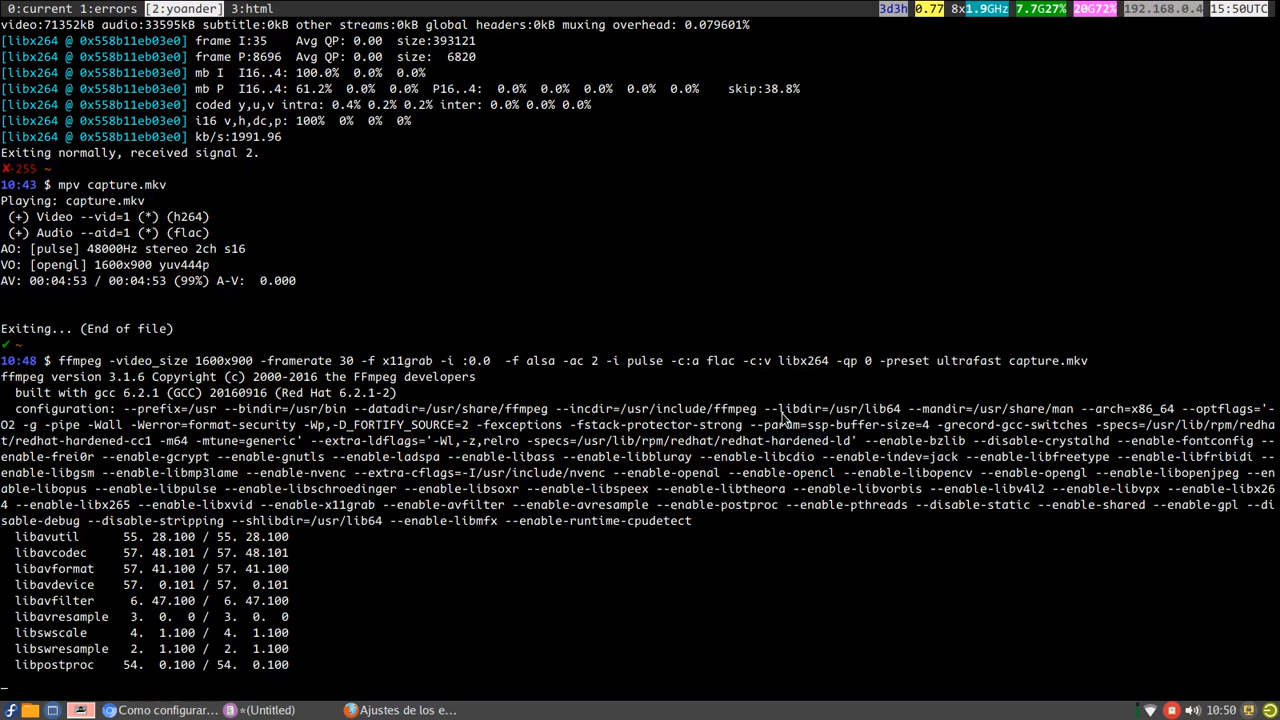 0:current 1:errors [2:yoander] 3:html 3d3h 0.77 8x1.9GHz 7.7G27% 20G72% 192.168.0.4 15:50UTC
video:71352kB audio:33595kB subtitle:0kB other streams:0kB global headers:0kB muxing overhead: 0.079601%
[libx264 @ 0x558b11eb03e0] frame I:35    Avg QP: 0.00  size:393121
[libx264 @ 0x558b11eb03e0] frame P:8696  Avg QP: 0.00  size:  6820
[libx264 @ 0x558b11eb03e0] mb I  I16..4: 100.0%  0.0%  0.0%
[libx264 @ 0x558b11eb03e0] mb P  I16..4: 61.2%  0.0%  0.0%  P16..4:  0.0%  0.0%  0.0%  0.0%  0.0%    skip:38.8%
[libx264 @ 0x558b11eb03e0] coded y,u,v intra: 0.4% 0.2% 0.2% inter: 0.0% 0.0% 0.0%
[libx264 @ 0x558b11eb03e0] i16 v,h,dc,p: 100%  0%  0%  0%
[libx264 @ 0x558b11eb03e0] kb/s:1991.96
Exiting normally, received signal 2.
✘-255 ~
10:43 $ mpv capture.mkv
Playing: capture.mkv
 (+) Video --vid=1 (*) (h264)
 (+) Audio --aid=1 (*) (flac)
AO: [pulse] 48000Hz stereo 2ch s16
VO: [opengl] 1600x900 yuv444p
AV: 00:04:53 / 00:04:53 (99%) A-V:  0.000
Exiting... (End of file)
✔ ~
10:48 $ ffmpeg -video_size 1600x900 -framerate 30 -f x11grab -i :0.0  -f alsa -ac 2 -i pulse -c:a flac -c:v libx264 -qp 0 -preset ultrafast capture.mkv
ffmpeg version 3.1.6 Copyright (c) 2000-2016 the FFmpeg developers
  built with gcc 6.2.1 (GCC) 20160916 (Red Hat 6.2.1-2)
  configuration: --prefix=/usr --bindir=/usr/bin --datadir=/usr/share/ffmpeg --incdir=/usr/include/ffmpeg --libdir=/usr/lib64 --mandir=/usr/share/man --arch=x86_64 --optflags='-
O2 -g -pipe -Wall -Werror=format-security -Wp,-D_FORTIFY_SOURCE=2 -fexceptions -fstack-protector-strong --param=ssp-buffer-size=4 -grecord-gcc-switches -specs=/usr/lib/rpm/redha
t/redhat-hardened-cc1 -m64 -mtune=generic' --extra-ldflags='-Wl,-z,relro -specs=/usr/lib/rpm/redhat/redhat-hardened-ld' --enable-bzlib --disable-crystalhd --enable-fontconfig -
-enable-frei0r --enable-gcrypt --enable-gnutls --enable-ladspa --enable-libass --enable-libbluray --enable-libcdio --enable-indev=jack --enable-libfreetype --enable-libfribidi -
-enable-libgsm --enable-libmp3lame --enable-nvenc --extra-cflags=-I/usr/include/nvenc --enable-openal --enable-opencl --enable-libopencv --enable-opengl --enable-libopenjpeg --e
nable-libopus --enable-libpulse --enable-libschroedinger --enable-libsoxr --enable-libspeex --enable-libtheora --enable-libvorbis --enable-libv4l2 --enable-libvpx --enable-libx26
4 --enable-libx265 --enable-libxvid --enable-x11grab --enable-avfilter --enable-avresample --enable-postproc --enable-pthreads --disable-static --enable-shared --enable-gpl --di
sable-debug --disable-stripping --shlibdir=/usr/lib64 --enable-libmfx --enable-runtime-cpudetect
  libavutil      55. 28.100 / 55. 28.100
  libavcodec     57. 48.101 / 57. 48.101
  libavformat    57. 41.100 / 57. 41.100
  libavdevice    57.  0.101 / 57.  0.101
  libavfilter     6. 47.100 /  6. 47.100
  libavresample   3.  0.  0 /  3.  0.  0
  libswscale      4.  1.100 /  4.  1.100
  libswresample   2.  1.100 /  2.  1.100
  libpostproc    54.  0.100 / 54.  0.100
Como configurar... *(Untitled) Ajustes de los e... 10:50